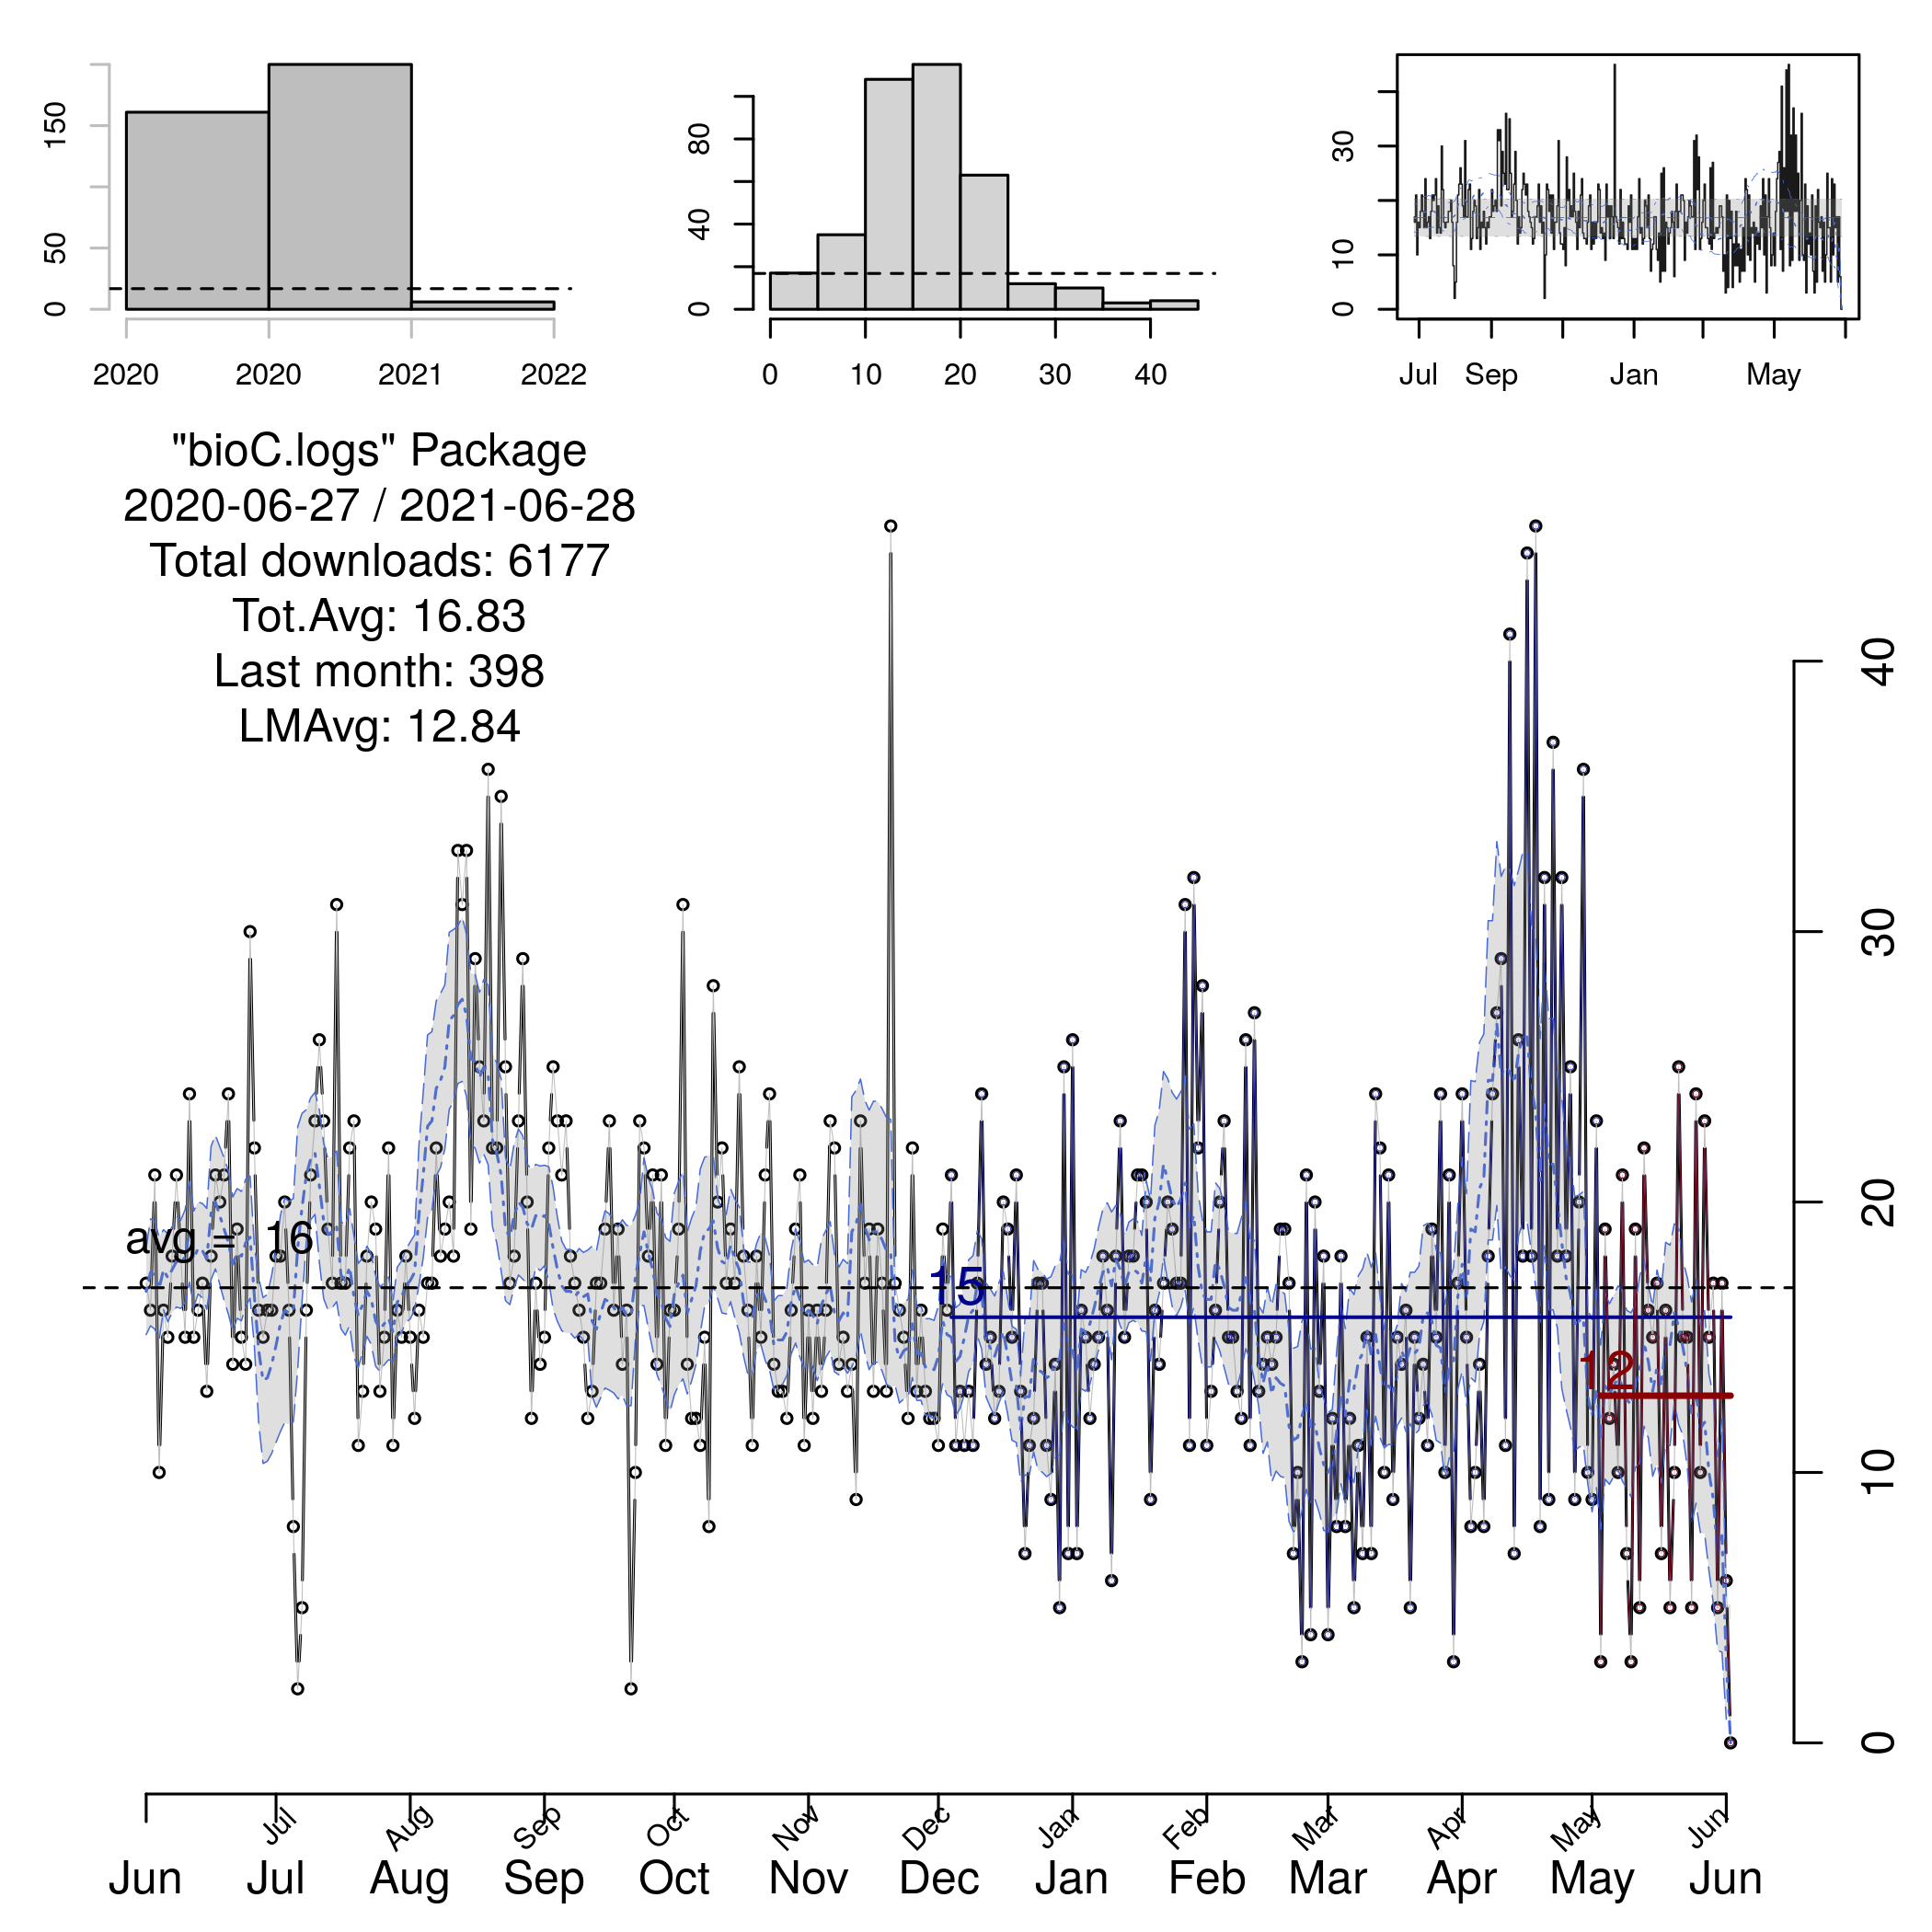 150
50
0
2020 2020 2021 2022
80
40
0
0 10 20 30 40
30
10
0
Jul Sep Jan May
"bioC.logs" Package
2020-06-27 / 2021-06-28
Total downloads: 6177
Tot.Avg: 16.83
Last month: 398
LMAvg: 12.84
avg = 16
15
12
40
30
20
10
0
Jul Aug Sep Oct Nov Dec Jan Feb Mar Apr May Jun
Jun Jul Aug Sep Oct Nov Dec Jan Feb Mar Apr May Jun